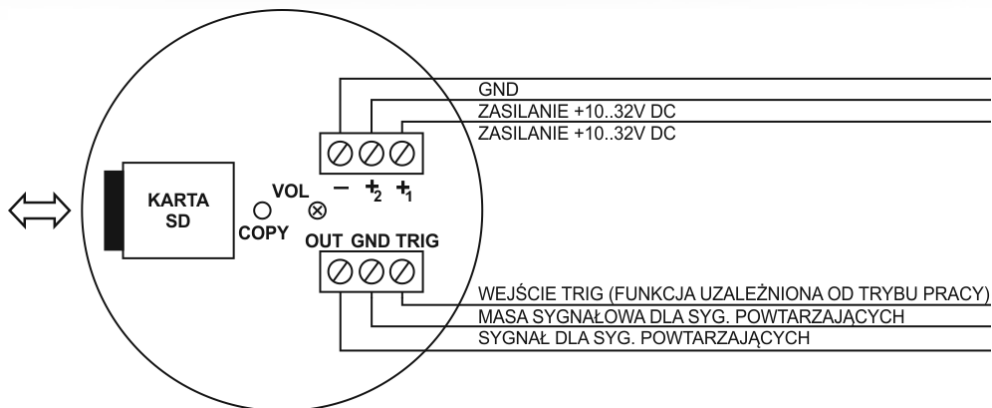 GND
ZASILANIE +10..32V DC
ZASILANIE +10..32V DC
− +2 +1
KARTA
SD
VOL
COPY
OUT GND TRIG
WEJŚCIE TRIG (FUNKCJA UZALEŻNIONA OD TRYBU PRACY)
MASA SYGNAŁOWA DLA SYG. POWTARZAJĄCYCH
SYGNAŁ DLA SYG. POWTARZAJĄCYCH